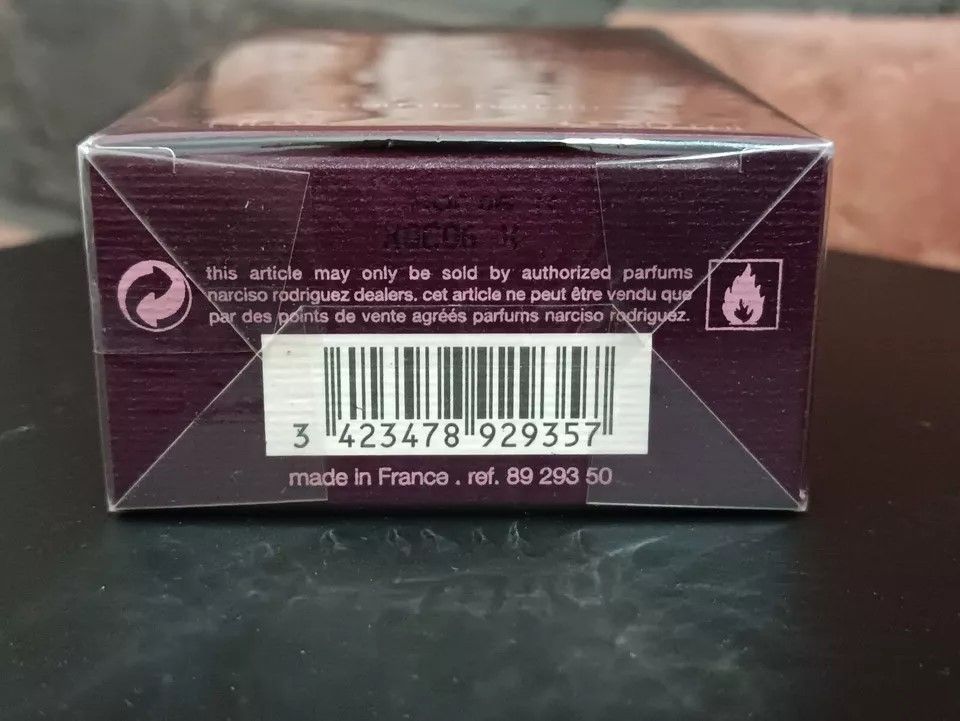 this article may only be sold by authorized parfums
narciso rodriguez dealers. cet article ne peut être vendu que
par des points de vente agréés parfums narciso rodriguez.
3 423478 929357
made in France . ref. 89 293 50